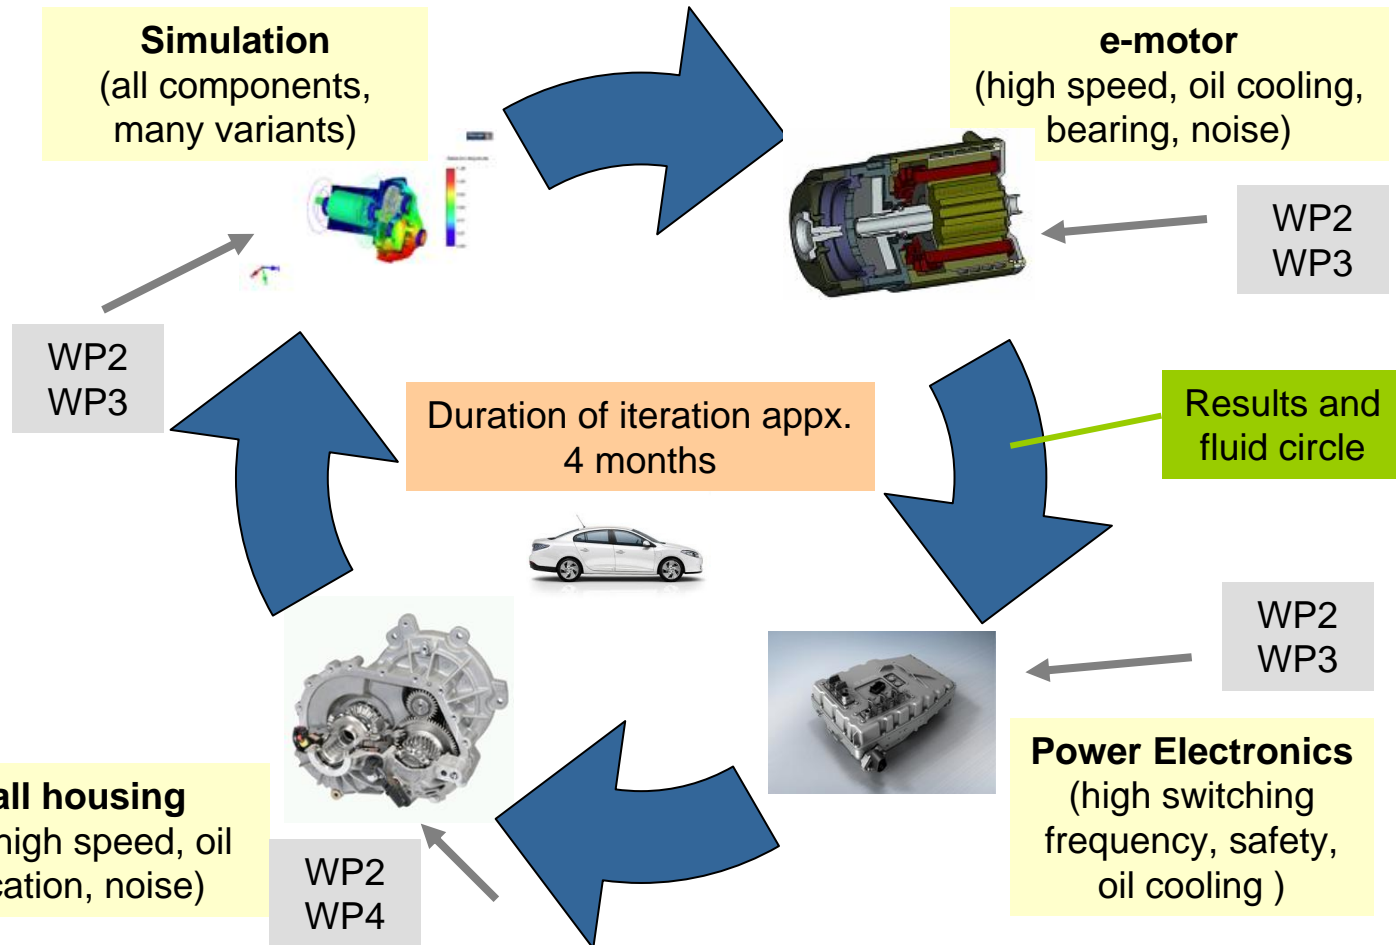 Simulation
(all components,
many variants)
e-motor
(high speed, oil cooling,
bearing, noise)
WP2
WP3
WP2
WP3
Duration of iteration appx.
4 months
Results and
fluid circle
WP2
WP3
Power Electronics
(high switching
frequency, safety,
oil cooling )
all housing
high speed, oil
cation, noise)
WP2
WP4